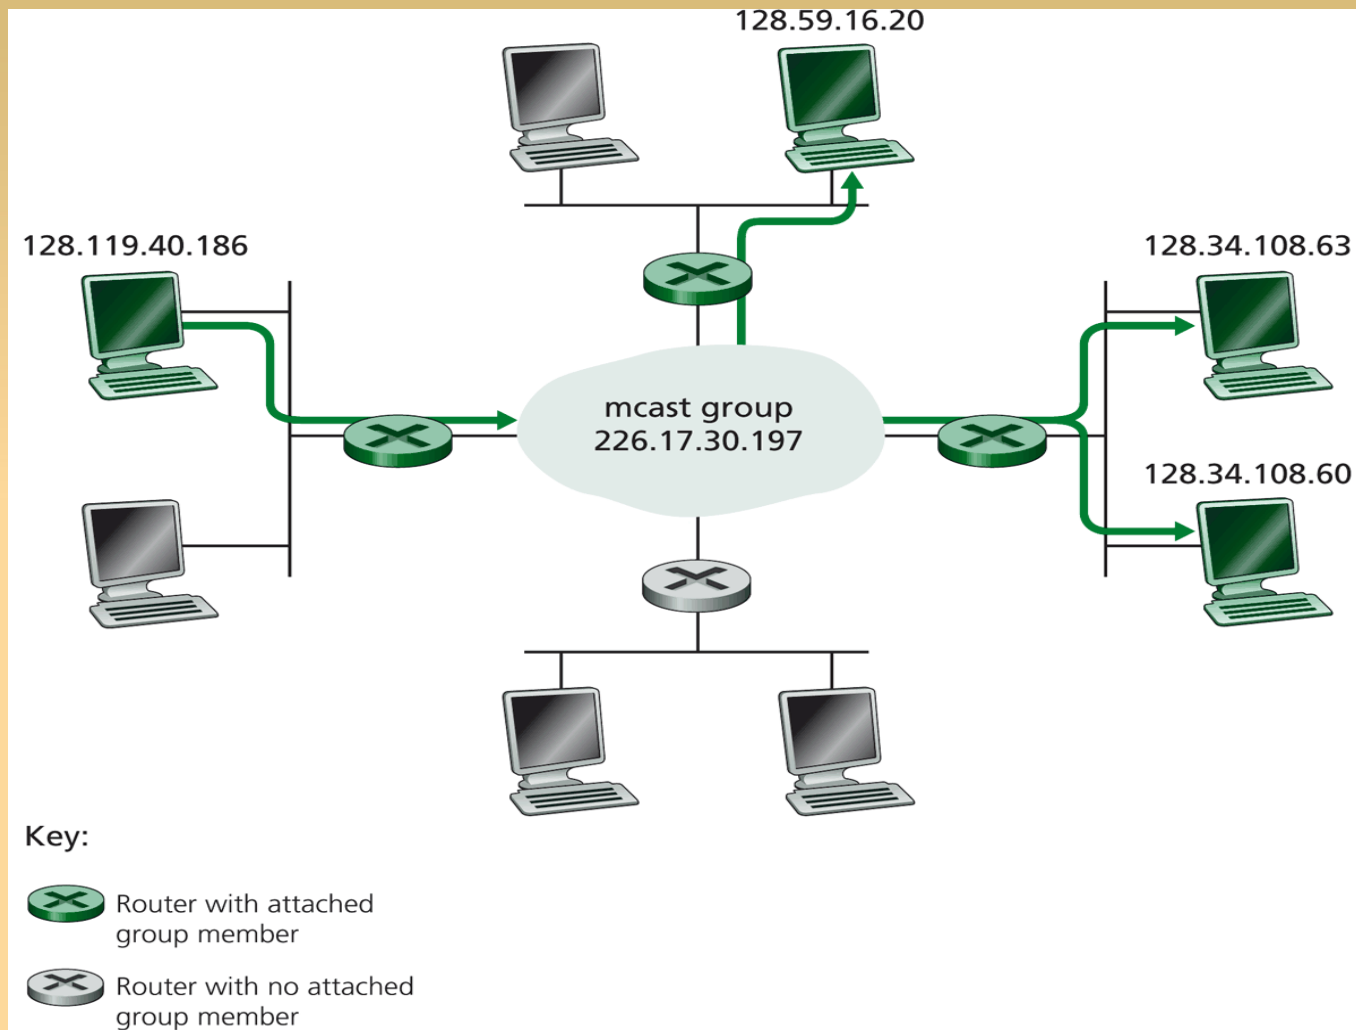 128.59.16.20
128.119.40.186
128.34.108.63
mcast group
226.17.30.197
128.34.108.60
Key:
Router with attached
group member
Router with no attached
group member